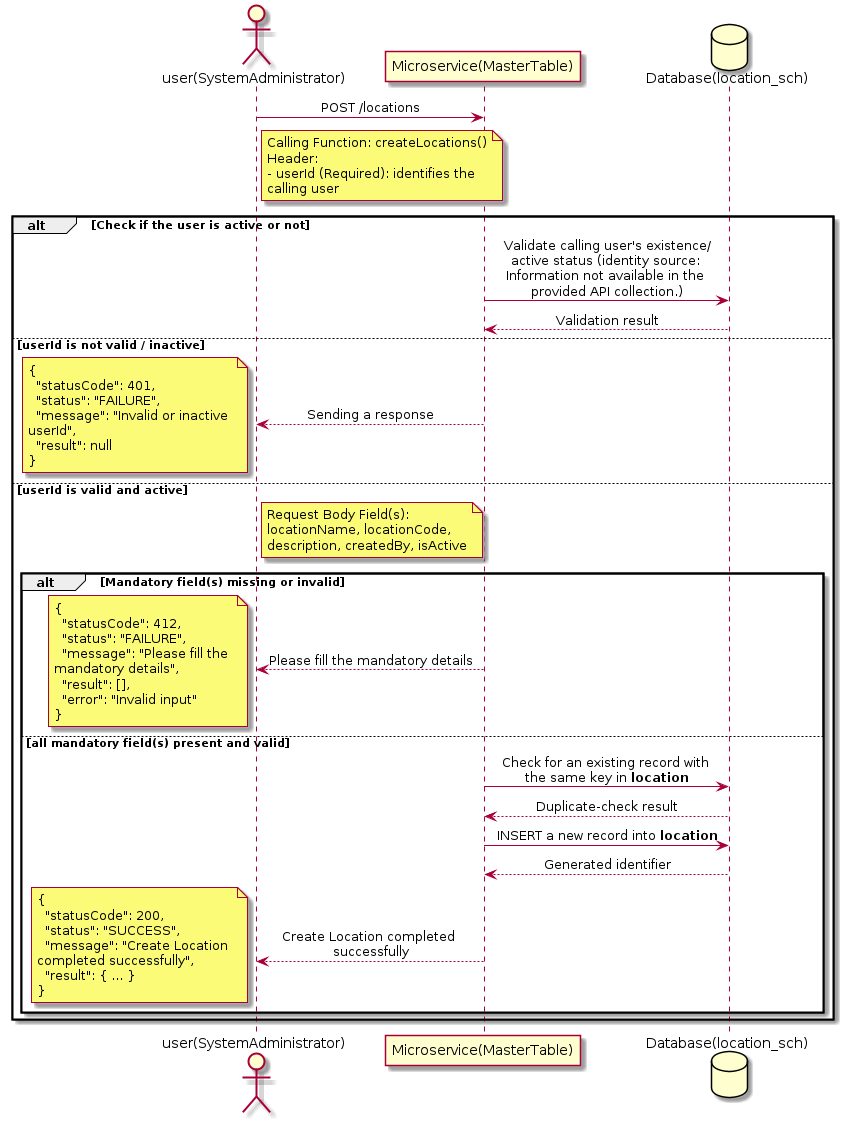 user(SystemAdministrator)
Microservice(MasterTable)
Database(location_sch)
POST /locations
Calling Function: createLocations()
Header:
- userId (Required): identifies the
calling user
alt
[Check if the user is active or not]
Validate calling user's existence/
active status (identity source:
Information not available in the
provided API collection.)
Validation result
[userId is not valid / inactive]
{
"statusCode": 401,
"status": "FAILURE",
"message": "Invalid or inactive
userId",
"result": null
}
Sending a response
[userId is valid and active]
Request Body Field(s):
locationName, locationCode,
description, createdBy, isActive
alt
[Mandatory field(s) missing or invalid]
{
"statusCode": 412,
"status": "FAILURE",
"message": "Please fill the
mandatory details",
"result": [],
"error": "Invalid input"
}
Please fill the mandatory details
[all mandatory field(s) present and valid]
Check for an existing record with
the same key in location
Duplicate-check result
INSERT a new record into location
Generated identifier
{
"statusCode": 200,
"status": "SUCCESS",
"message": "Create Location
completed successfully",
"result": { ... }
}
Create Location completed
successfully
user(SystemAdministrator)
Microservice(MasterTable)
Database(location_sch)